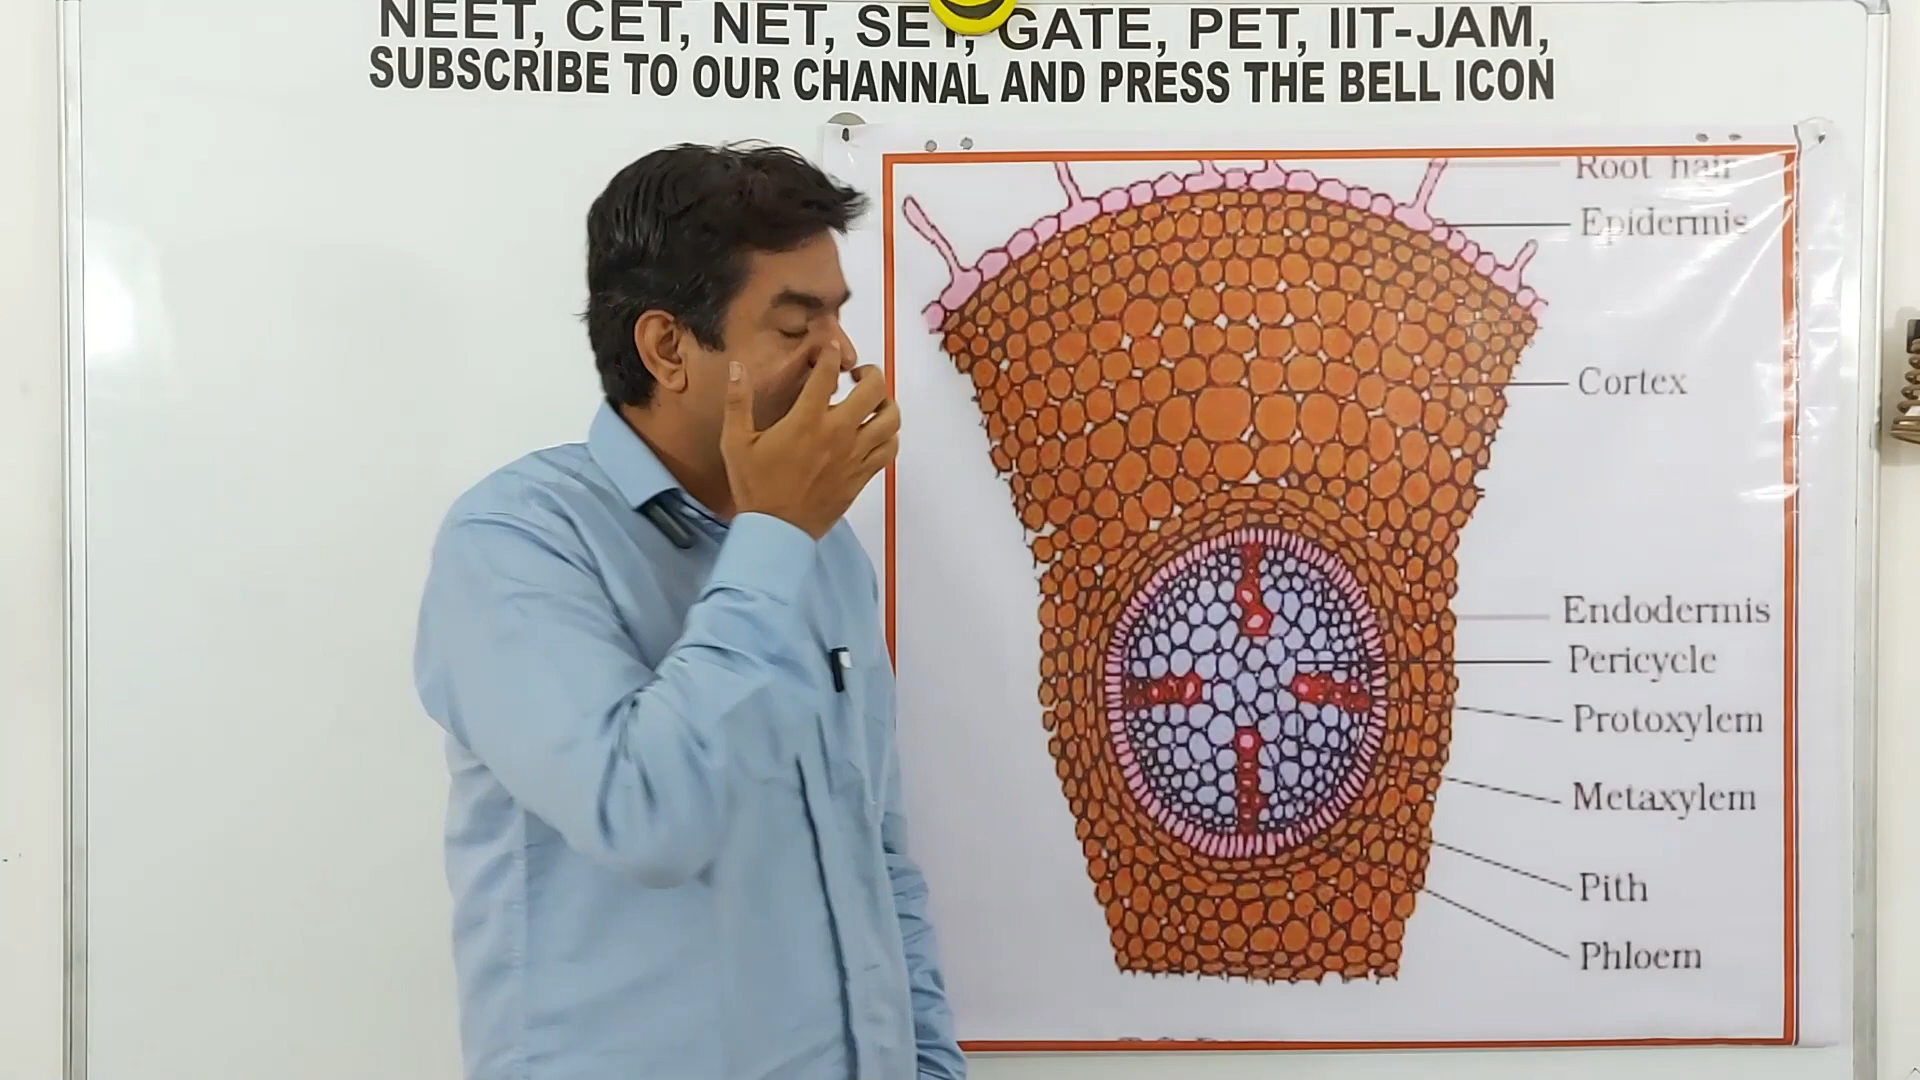 NEET, CET, NET, SET, GATE, PET, IIT-JAM,
SUBSCRIBE TO OUR CHANNAL AND PRESS THE BELL ICON
Root hair
Epidermis
Cortex
Endodermis
Pericycle
Protoxylem
Metaxylem
Pith
Phloem